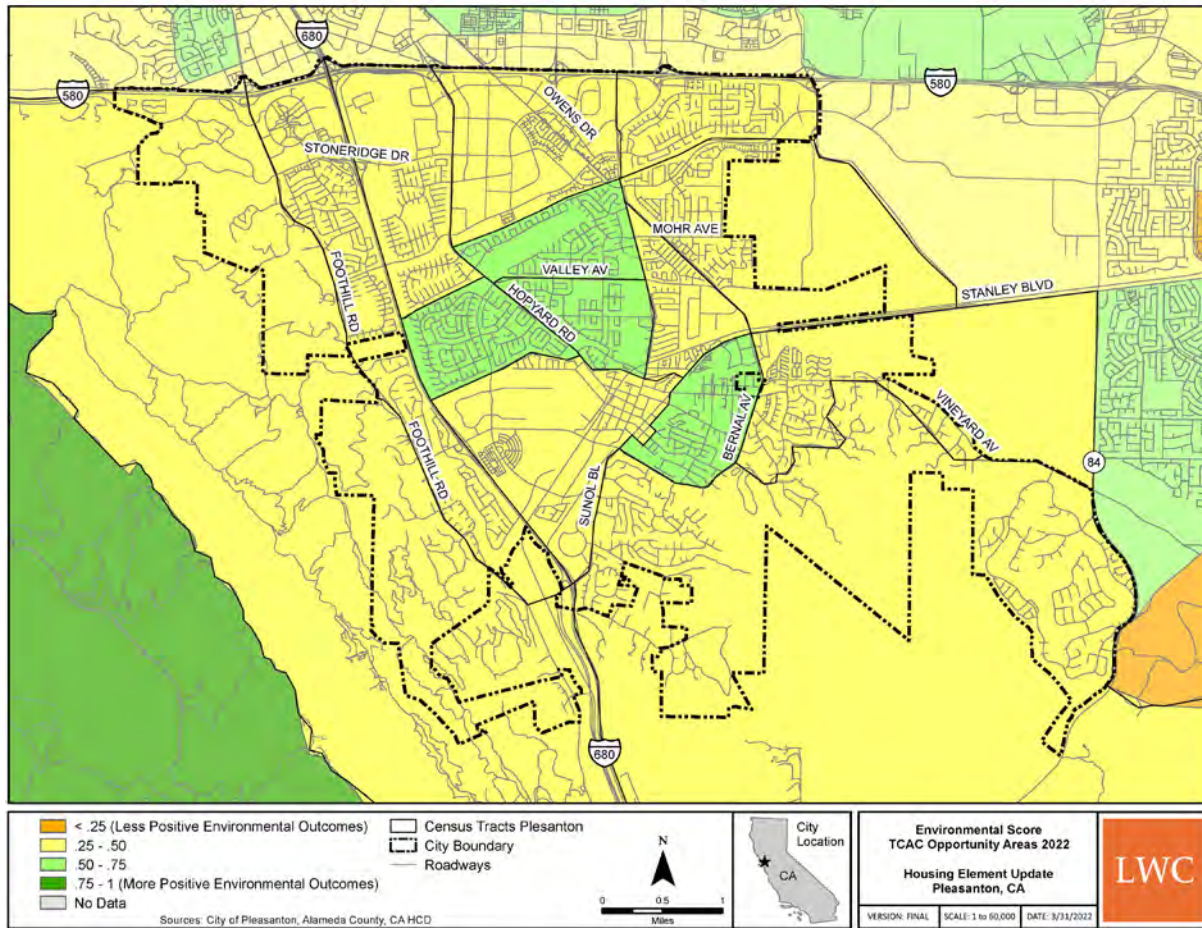 680
580
580
OWENS DR
STONERIDGE DR
MOHR AVE
FOOTHILL RD
VALLEY AV
HOPYARD RD
STANLEY BLVD
BERNAL AV
VINEYARD AV
FOOTHILL RD
SUNOL BL
84
680
< .25 (Less Positive Environmental Outcomes)
.25 - .50
.50 - .75
.75 - 1 (More Positive Environmental Outcomes)
No Data
Census Tracts Plesanton
City Boundary
Roadways
Sources: City of Pleasanton, Alameda County, CA HCD
N
0 0.5 1
Miles
City
Location
CA
Environmental Score
TCAC Opportunity Areas 2022
Housing Element Update
Pleasanton, CA
VERSION: FINAL
SCALE: 1 to 50,000
DATE: 3/31/2022
LWC